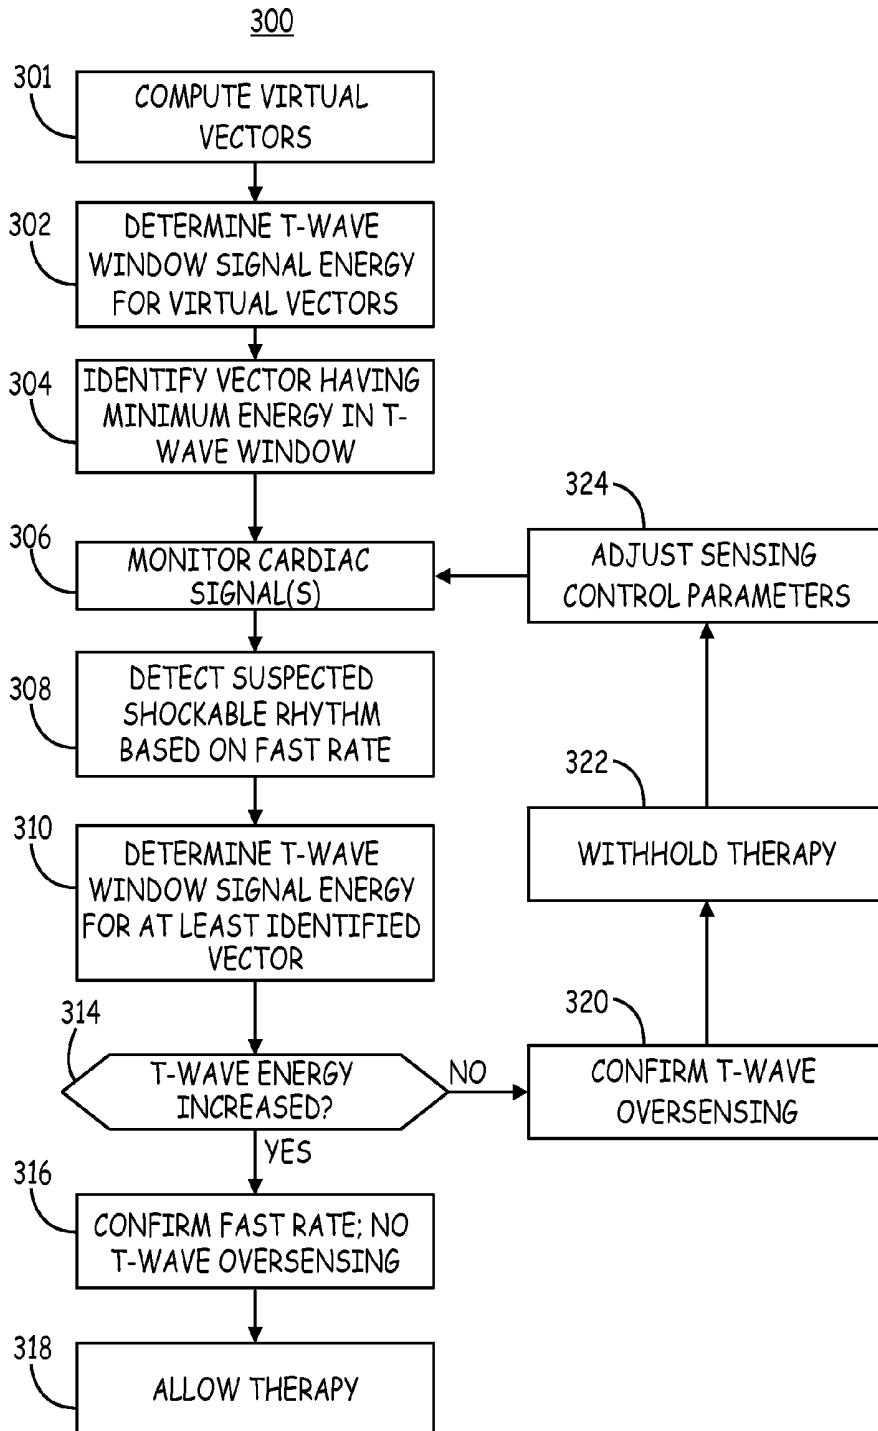 300
301
COMPUTE VIRTUAL
VECTORS
302
DETERMINE T-WAVE
WINDOW SIGNAL ENERGY
FOR VIRTUAL VECTORS
304
IDENTIFY VECTOR HAVING
MINIMUM ENERGY IN T-
WAVE WINDOW
306
MONITOR CARDIAC
SIGNAL(S)
308
DETECT SUSPECTED
SHOCKABLE RHYTHM
BASED ON FAST RATE
310
DETERMINE T-WAVE
WINDOW SIGNAL ENERGY
FOR AT LEAST IDENTIFIED
VECTOR
314
T-WAVE ENERGY
INCREASED?
NO
YES
316
CONFIRM FAST RATE; NO
T-WAVE OVERSENSING
318
ALLOW THERAPY
320
CONFIRM T-WAVE
OVERSENSING
322
WITHHOLD THERAPY
324
ADJUST SENSING
CONTROL PARAMETERS